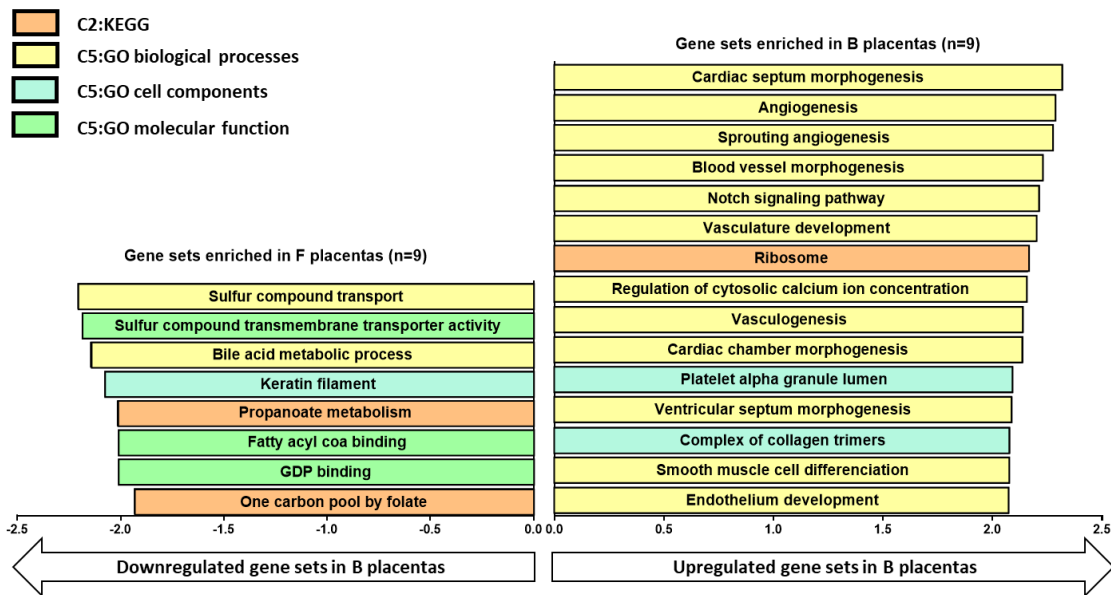 C2:KEGG
C5:GO biological processes
C5:GO cell components
C5:GO molecular function
Gene sets enriched in B placentas (n=9)
Cardiac septum morphogenesis
Angiogenesis
Sprouting angiogenesis
Blood vessel morphogenesis
Notch signaling pathway
Vasculature development
Ribosome
Regulation of cytosolic calcium ion concentration
Vasculogenesis
Cardiac chamber morphogenesis
Platelet alpha granule lumen
Ventricular septum morphogenesis
Complex of collagen trimers
Smooth muscle cell differenciation
Endothelium development
0.0 0.5 1.0 1.5 2.0 2.5
Upregulated gene sets in B placentas
Gene sets enriched in F placentas (n=9)
Sulfur compound transport
Sulfur compound transmembrane transporter activity
Bile acid metabolic process
Keratin filament
Propanoate metabolism
Fatty acyl coa binding
GDP binding
One carbon pool by folate
-2.5 -2.0 -1.5 -1.0 -0.5 0.0
Downregulated gene sets in B placentas